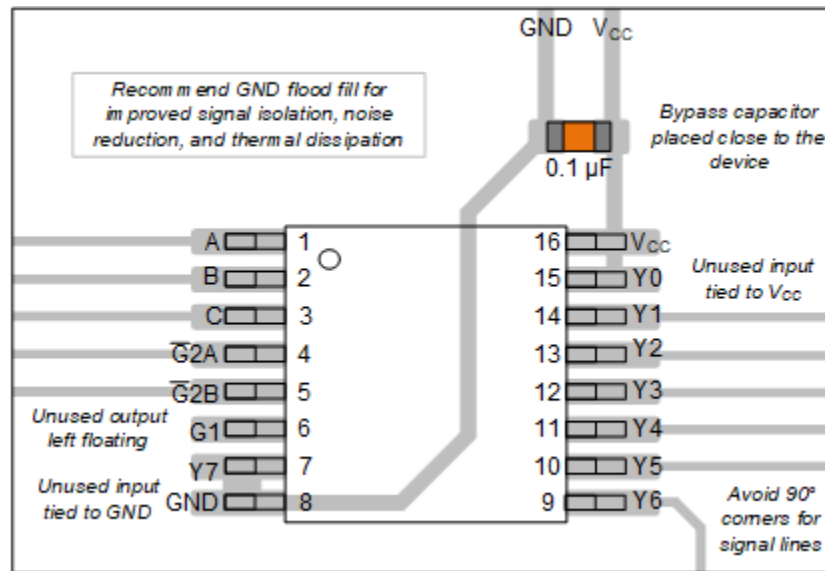 GND VCC
Recommend GND flood fill for
improved signal isolation, noise
reduction, and thermal dissipation
Bypass capacitor
placed close to the
device
0.1 µF
A 1
B 2
C 3
G̅2A 4
G̅2B 5
G1 6
Y7 7
GND 8
16 VCC
15 Y0
14 Y1
13 Y2
12 Y3
11 Y4
10 Y5
9 Y6
Unused input
tied to VCC
Unused output
left floating
Unused input
tied to GND
Avoid 90°
corners for
signal lines